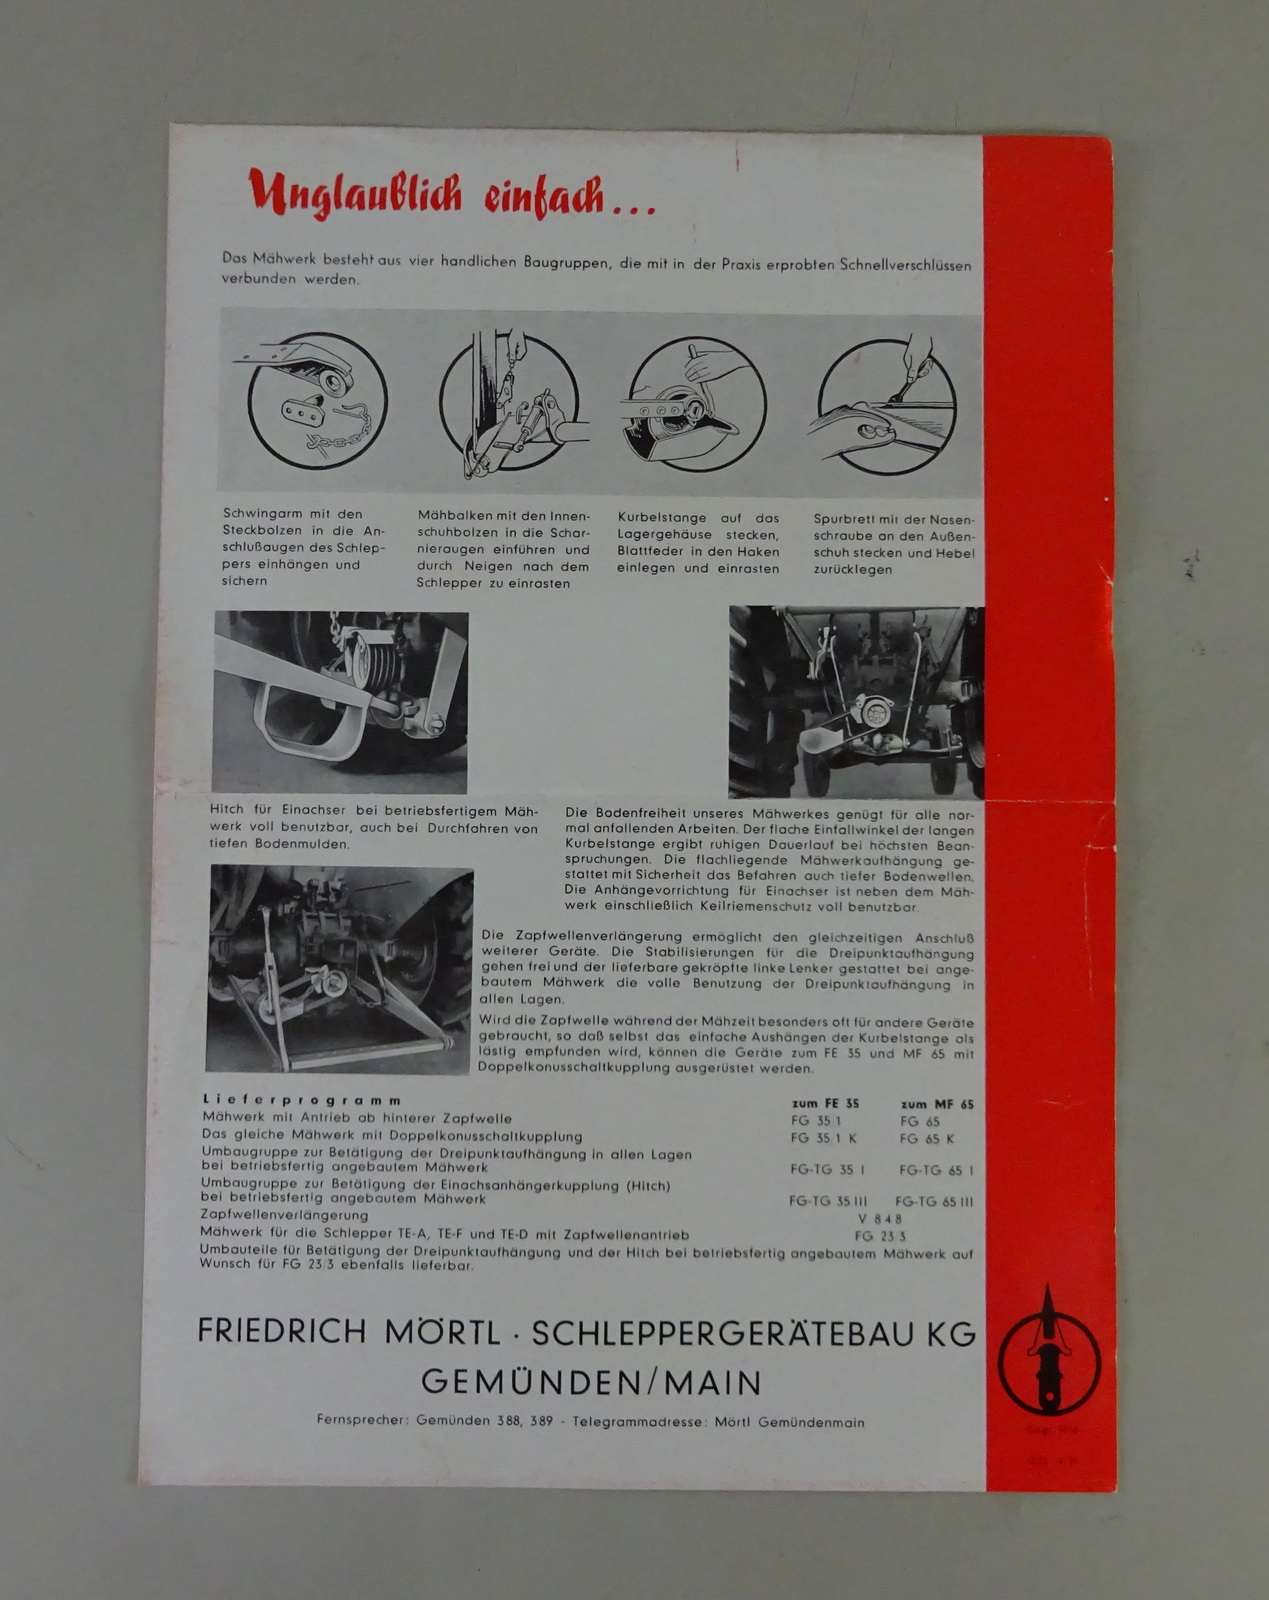 Unglaublich einfach...
Das Mähwerk besteht aus vier handlichen Baugruppen, die mit in der Praxis erprobten Schnellverschlüssen
verbunden werden.
Schwingarm mit den
Steckbolzen in die An-
schlußaugen des Schlep-
pers einhängen und
sichern
Mähbalken mit den Innen-
schuhbolzen in die Schar-
nieraugen einführen und
durch Neigen nach dem
Schlepper zu einrasten
Kurbelstange auf das
Lagergehäuse stecken,
Blattfeder in den Haken
einlegen und einrasten
Spurbrett mit der Nasen-
schraube an den Außen-
schuh stecken und Hebel
zurücklegen
Hitch für Einachser bei betriebsfertigem Mäh-
werk voll benutzbar, auch bei Durchfahren von
tiefen Bodenmulden.
Die Bodenfreiheit unseres Mähwerkes genügt für alle nor-
mal anfallenden Arbeiten. Der flache Einfallwinkel der langen
Kurbelstange ergibt ruhigen Dauerlauf bei höchsten Bean-
spruchungen. Die flachliegende Mähwerkaufhängung ge-
stattet mit Sicherheit das Befahren auch tiefer Bodenwellen.
Die Anhängevorrichtung für Einachser ist neben dem Mäh-
werk einschließlich Keilriemenschutz voll benutzbar.
Die Zapfwellenverlängerung ermöglicht den gleichzeitigen Anschluß
weiterer Geräte. Die Stabilisierungen für die Dreipunktaufhängung
gehen frei und der lieferbare gekröpfte linke Lenker gestattet bei ange-
bautem Mähwerk die volle Benutzung der Dreipunktaufhängung in
allen Lagen.
Wird die Zapfwelle während der Mähzeit besonders oft für andere Geräte
gebraucht, so daß selbst das einfache Aushängen der Kurbelstange als
lästig empfunden wird, können die Geräte zum FE 35 und MF 65 mit
Doppelkonusschaltkupplung ausgerüstet werden.
Lieferprogramm zum FE 35 zum MF 65
Mähwerk mit Antrieb ab hinterer Zapfwelle FG 35 1 FG 65
Das gleiche Mähwerk mit Doppelkonusschaltkupplung FG 35 1 K FG 65 K
Umbaugruppe zur Betätigung der Dreipunktaufhängung in allen Lagen
bei betriebsfertig angebautem Mähwerk FG-TG 35 I FG-TG 65 I
Umbaugruppe zur Betätigung der Einachsanhängerkupplung (Hitch)
bei betriebsfertig angebautem Mähwerk FG-TG 35 III FG-TG 65 III
Zapfwellenverlängerung V 848
Mähwerk für die Schlepper TE-A, TE-F und TE-D mit Zapfwellenantrieb FG 23/3
Umbauteile für Betätigung der Dreipunktaufhängung und der Hitch bei betriebsfertig angebautem Mähwerk auf
Wunsch für FG 23/3 ebenfalls lieferbar.
FRIEDRICH MÖRTL · SCHLEPPERGERÄTEBAU KG
GEMÜNDEN/MAIN
Fernsprecher: Gemünden 388, 389 - Telegrammadresse: Mörtl Gemündenmain